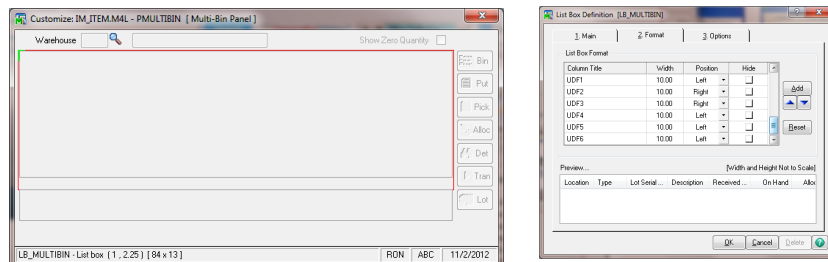 Customize: IM_ITEM.M4L - PMULTIBIN [ Multi-Bin Panel ]
Warehouse
Show Zero Quantity
Bin
Put
Pick
Alloc
Det
Tran
Lot
LB_MULTIBIN - List box ( 1 , 2.25 ) [ 84 x 13 ]
RON ABC 11/2/2012
List Box Definition [LB_MULTIBIN]
1. Main 2. Format 3. Options
List Box Format
Column Title Width Position Hide
UDF1 10.00 Left
UDF2 10.00 Right
UDF3 10.00 Right
UDF4 10.00 Left
UDF5 10.00 Left
UDF6 10.00 Left
Add
Reset
Preview... [Width and Height Not to Scale]
Location Type Lot Serial ... Description Received ... On Hand Alloc
OK Cancel Delete